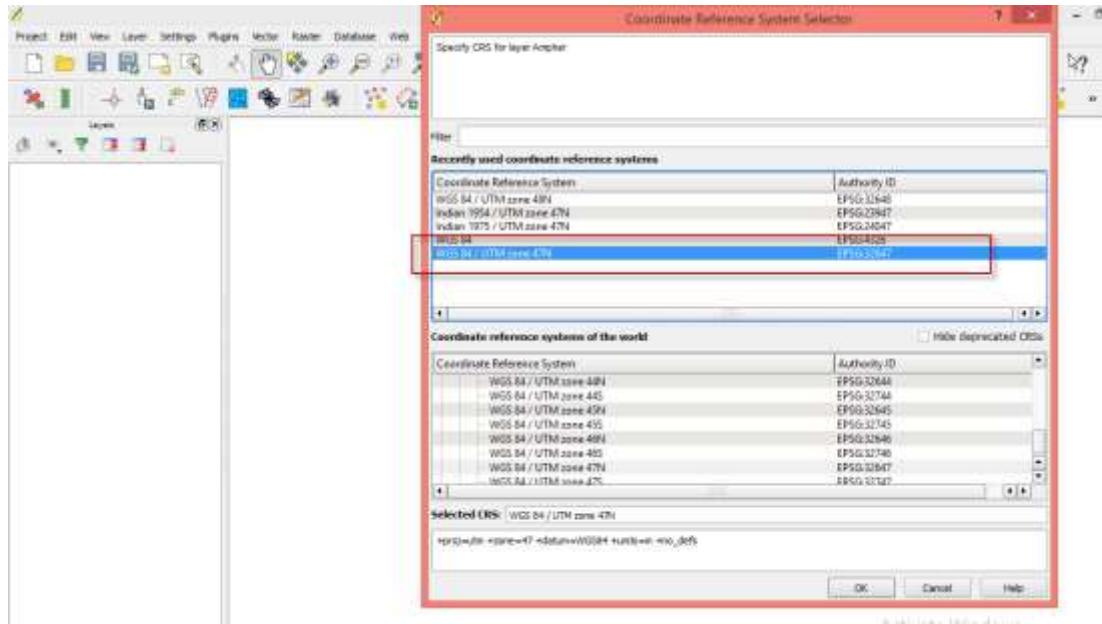 Coordinate Reference System Selector
Project Edit View Layer Settings Plugins Vector Raster Database Web
Layers
Specify CRS for layer Amphur
Filter
Recently used coordinate reference systems
Coordinate Reference System Authority ID
WGS 84 / UTM zone 48N EPSG:32648
Indian 1954 / UTM zone 47N EPSG:23947
Indian 1975 / UTM zone 47N EPSG:24047
WGS 84 EPSG:4326
WGS 84 / UTM zone 47N EPSG:32647
Coordinate reference systems of the world Hide deprecated CRSs
Coordinate Reference System Authority ID
WGS 84 / UTM zone 44N EPSG:32644
WGS 84 / UTM zone 44S EPSG:32744
WGS 84 / UTM zone 45N EPSG:32645
WGS 84 / UTM zone 45S EPSG:32745
WGS 84 / UTM zone 46N EPSG:32646
WGS 84 / UTM zone 46S EPSG:32746
WGS 84 / UTM zone 47N EPSG:32647
WGS 84 / UTM zone 47S EPSG:32747
Selected CRS: WGS 84 / UTM zone 47N
+proj=utm +zone=47 +datum=WGS84 +units=m +no_defs
OK Cancel Help